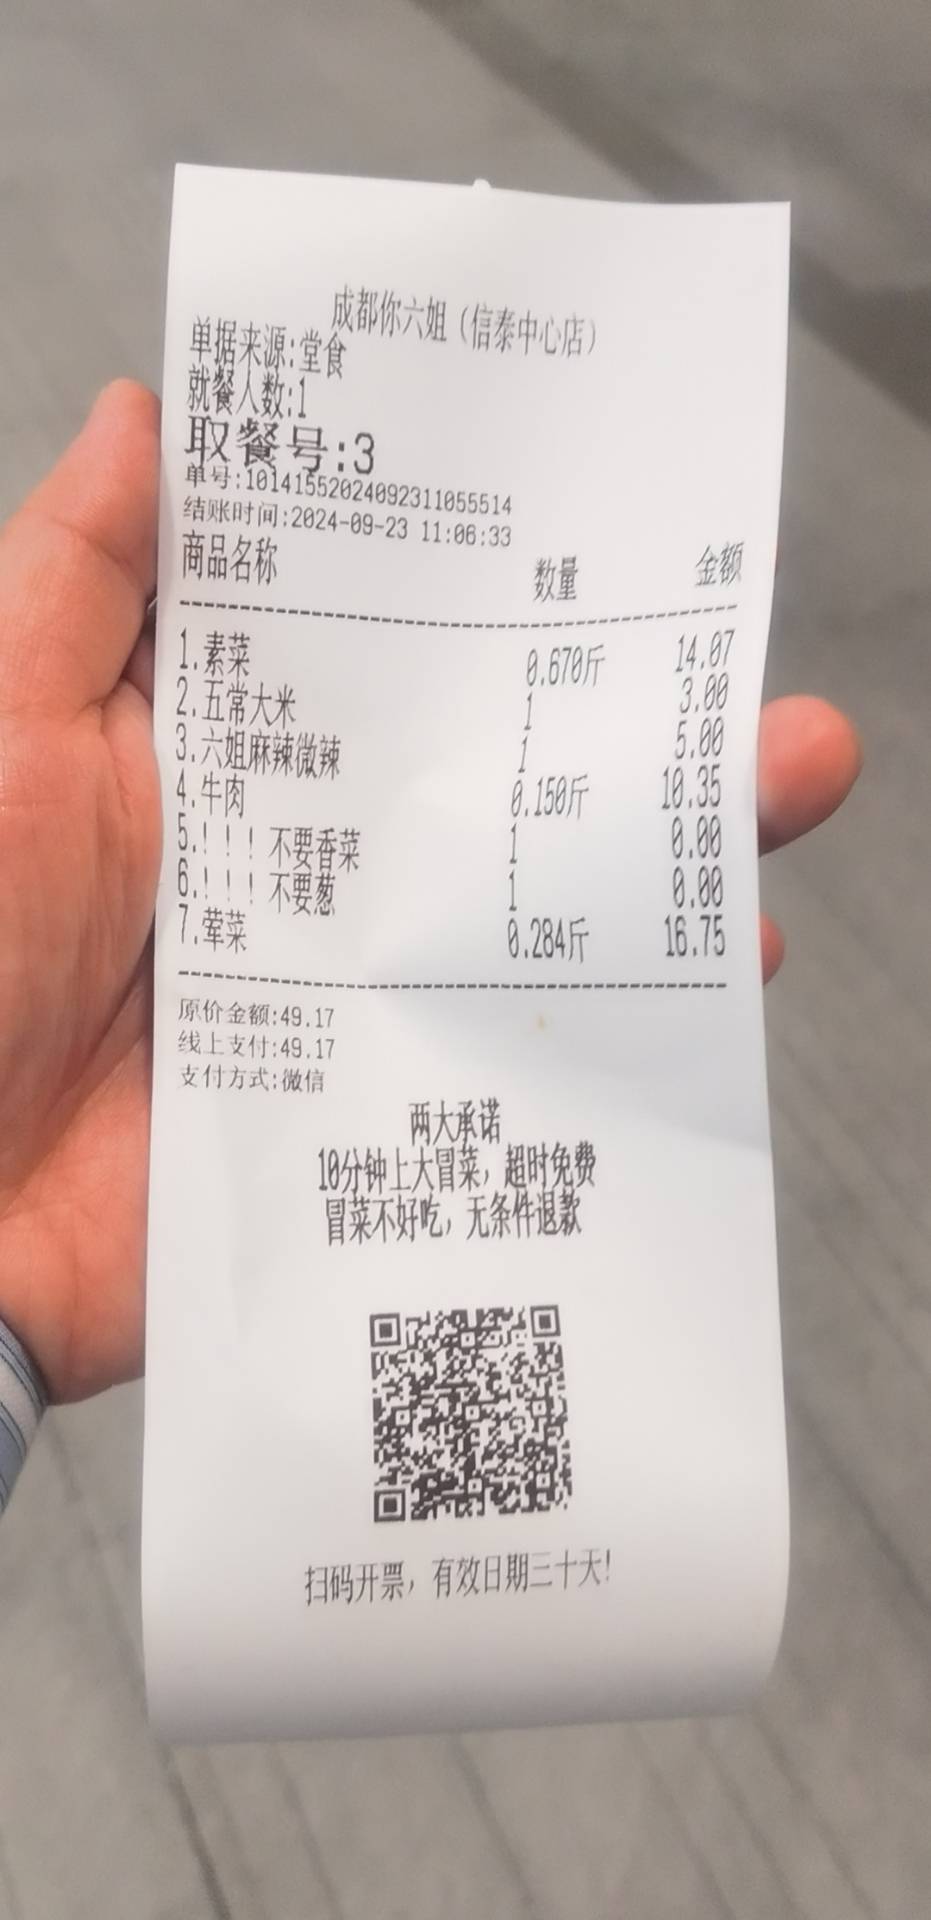 成都你六姐（信泰中心店）
单据来源:堂食
就餐人数:1
取餐号:3
单号:10141552024092311055514
结账时间:2024-09-23 11:06:33
商品名称 数量 金额
1.素菜 0.670斤 14.07
2.五常大米 1 3.00
3.六姐麻辣微辣 1 5.00
4.牛肉 0.150斤 10.35
5.！！！不要香菜 1 0.00
6.！！！不要葱 1 0.00
7.荤菜 0.284斤 16.75
原价金额:49.17
线上支付:49.17
支付方式:微信
两大承诺
10分钟上大冒菜，超时免费
冒菜不好吃，无条件退款
扫码开票，有效日期三十天!